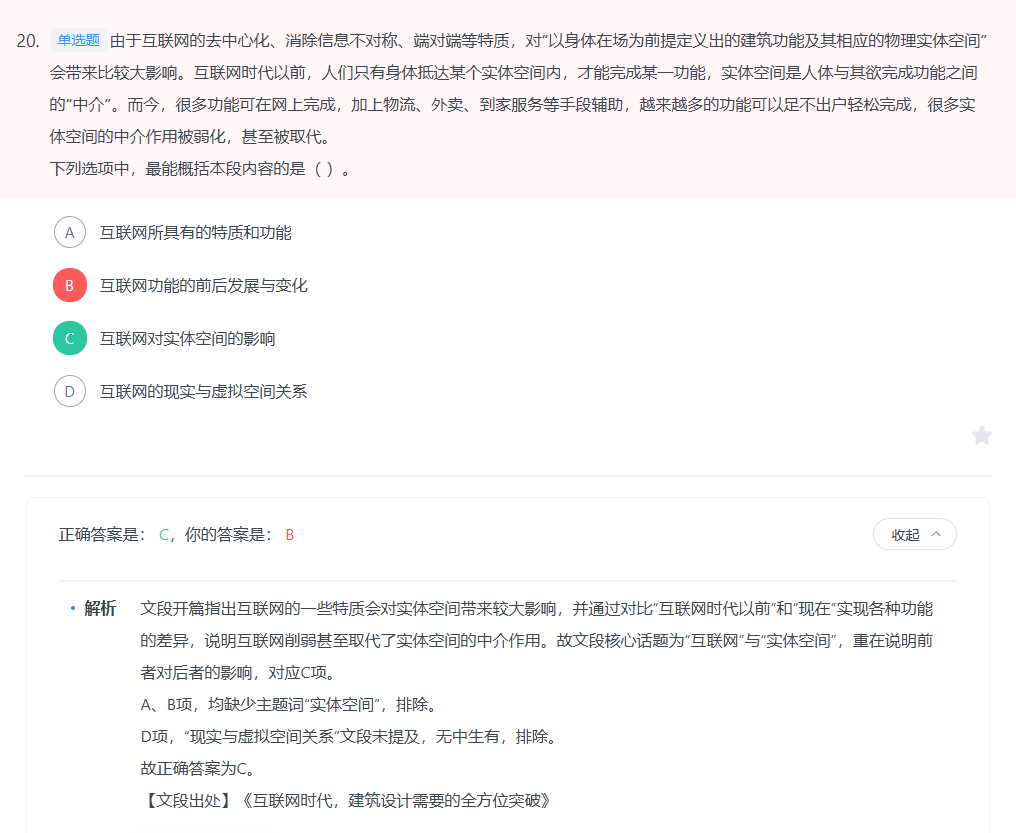 20. 单选题 由于互联网的去中心化、消除信息不对称、端对端等特质，对“以身体在场为前提定义出的建筑功能及其相应的物理实体空间”
会带来比较大影响。互联网时代以前，人们只有身体抵达某个实体空间内，才能完成某一功能，实体空间是人体与其欲完成功能之间
的“中介”。而今，很多功能可在网上完成，加上物流、外卖、到家服务等手段辅助，越来越多的功能可以足不出户轻松完成，很多实
体空间的中介作用被弱化，甚至被取代。
下列选项中，最能概括本段内容的是（ ）。
A 互联网所具有的特质和功能
B 互联网功能的前后发展与变化
C 互联网对实体空间的影响
D 互联网的现实与虚拟空间关系
正确答案是： C，你的答案是： B
收起
• 解析 文段开篇指出互联网的一些特质会对实体空间带来较大影响，并通过对比“互联网时代以前”和“现在”实现各种功能
的差异，说明互联网削弱甚至取代了实体空间的中介作用。故文段核心话题为“互联网”与“实体空间”，重在说明前
者对后者的影响，对应C项。
A、B项，均缺少主题词“实体空间”，排除。
D项，“现实与虚拟空间关系”文段未提及，无中生有，排除。
故正确答案为C。
【文段出处】《互联网时代，建筑设计需要的全方位突破》